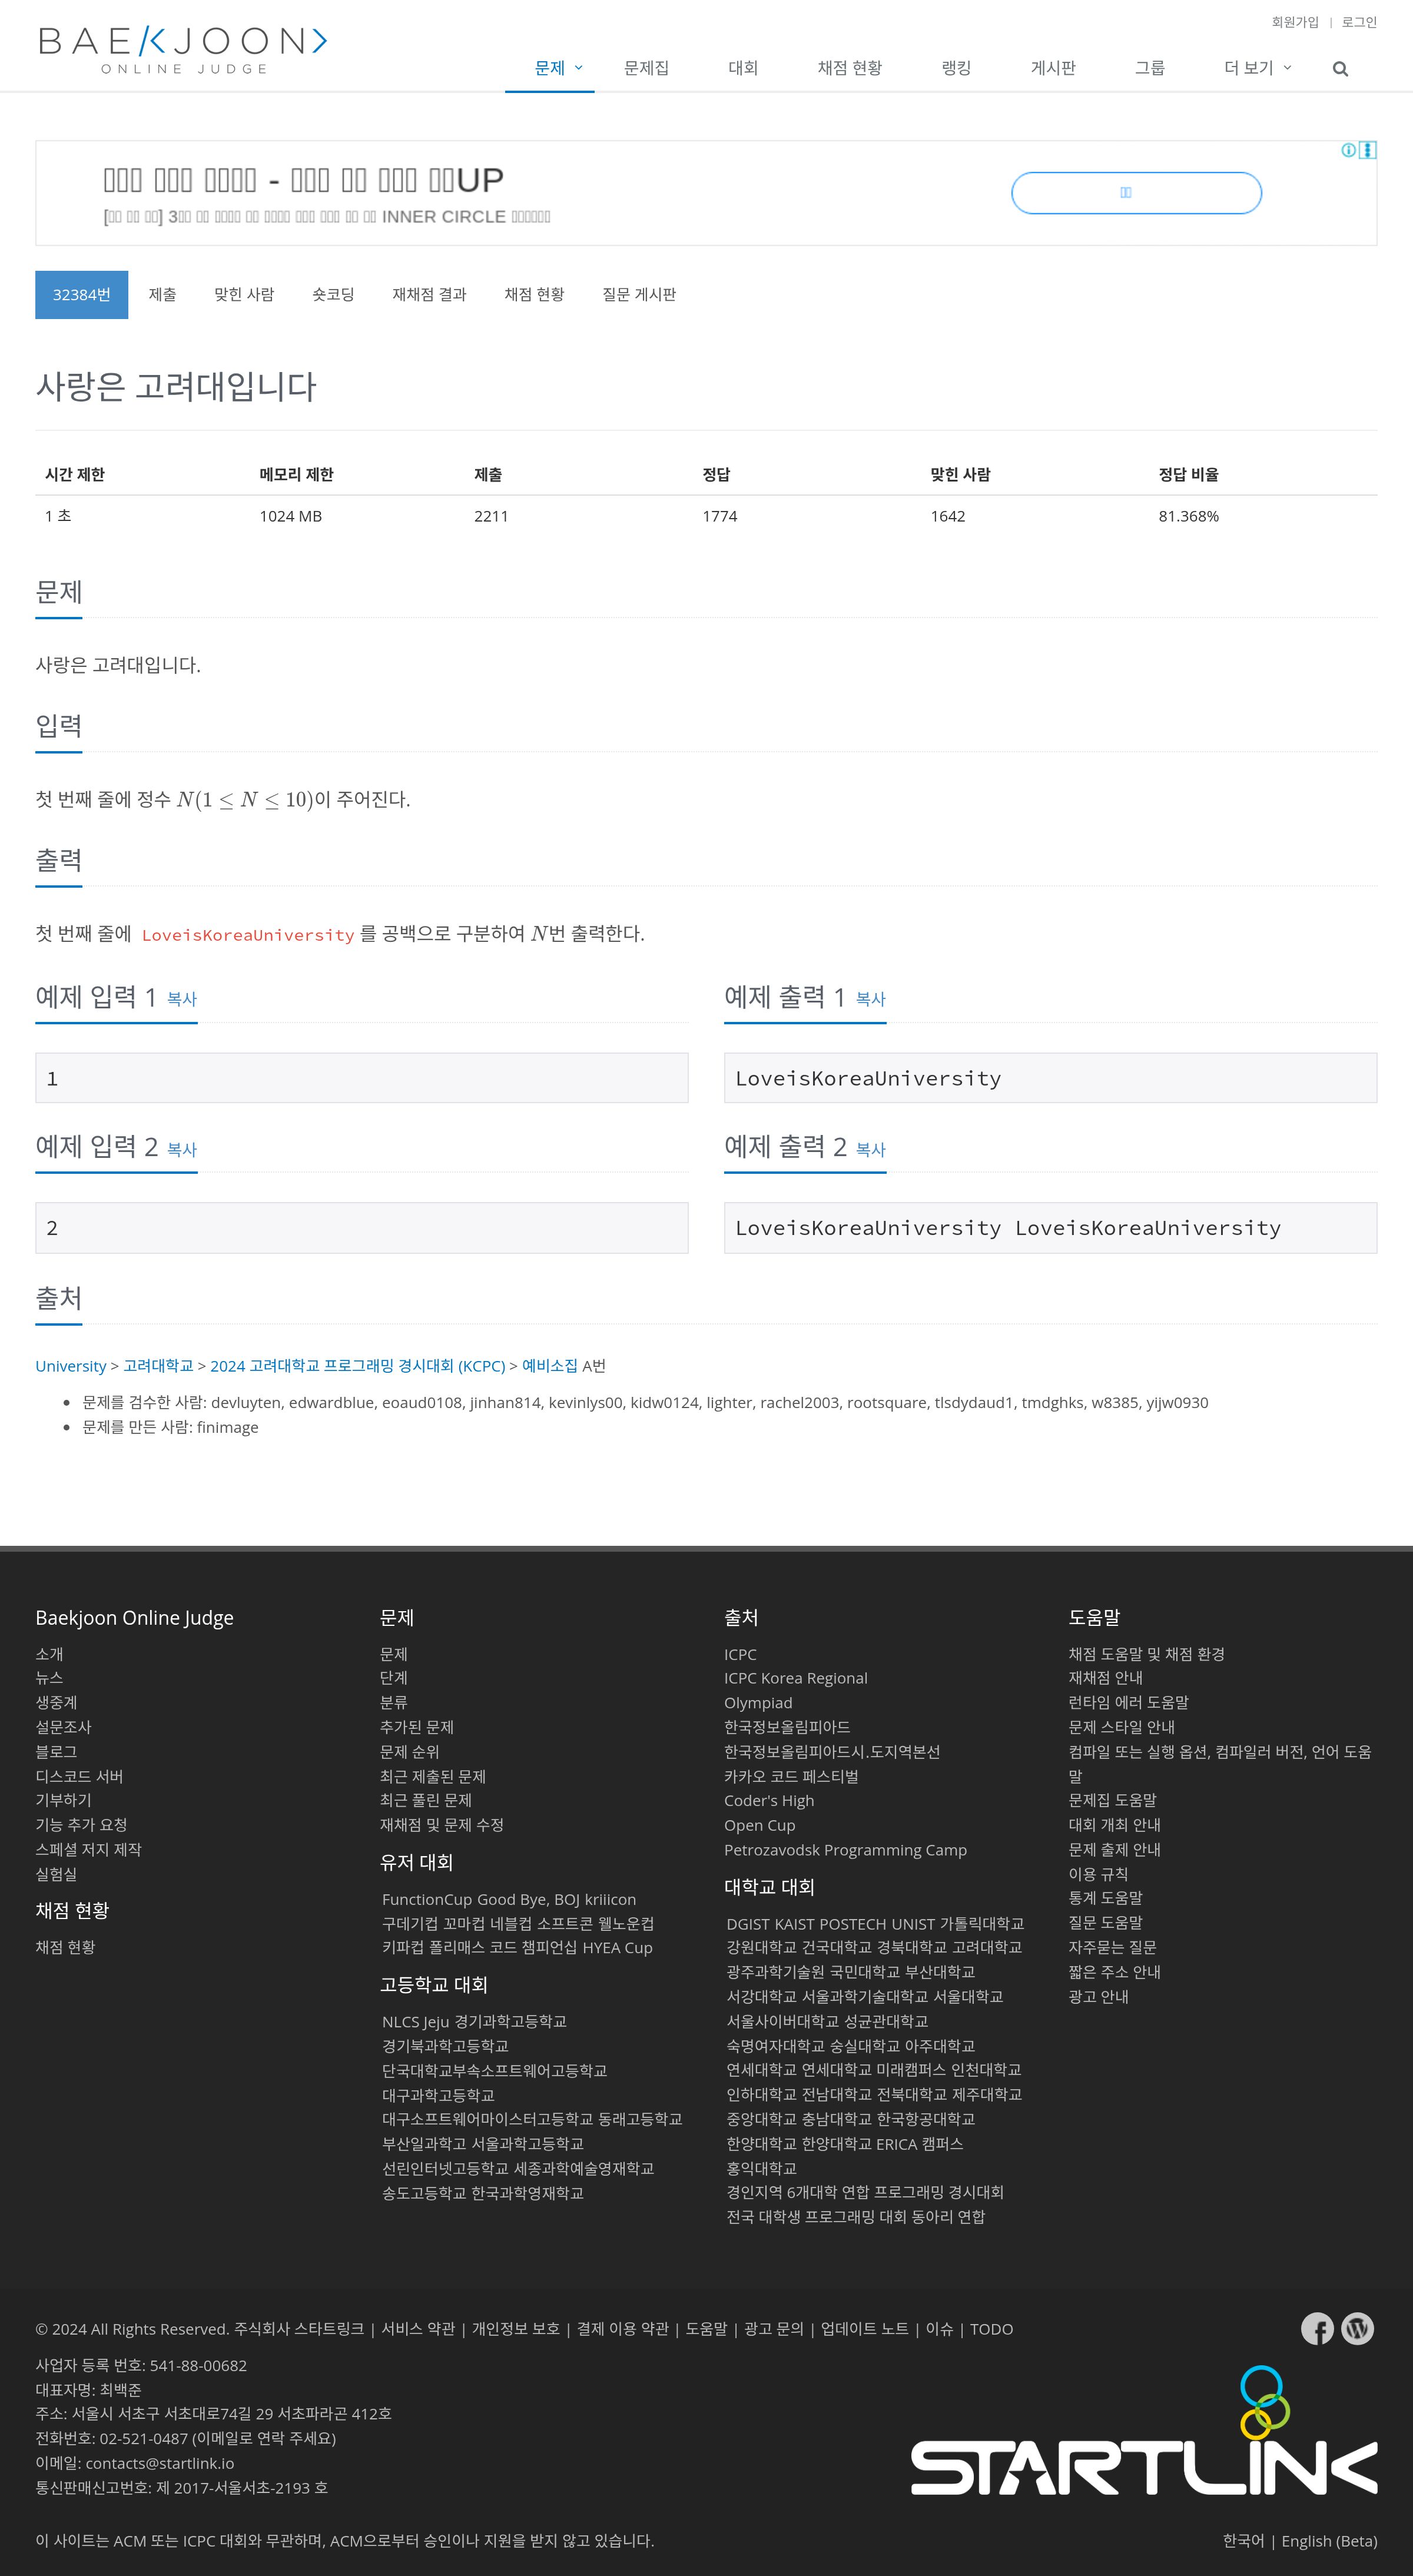 회원가입 | 로그인
BAEKJOON>
ONLINE JUDGE
문제 문제집 대회 채점 현황 랭킹 게시판 그룹 더 보기
- UP
3 INNER CIRCLE
32384번 제출 맞힌 사람 숏코딩 재채점 결과 채점 현황 질문 게시판
사랑은 고려대입니다
시간 제한 메모리 제한 제출 정답 맞힌 사람 정답 비율
1 초 1024 MB 2211 1774 1642 81.368%
문제
사랑은 고려대입니다.
입력
첫 번째 줄에 정수 N(1 ≤ N ≤ 10)이 주어진다.
출력
첫 번째 줄에 LoveisKoreaUniversity 를 공백으로 구분하여 N번 출력한다.
예제 입력 1 복사
1
예제 출력 1 복사
LoveisKoreaUniversity
예제 입력 2 복사
2
예제 출력 2 복사
LoveisKoreaUniversity LoveisKoreaUniversity
출처
University > 고려대학교 > 2024 고려대학교 프로그래밍 경시대회 (KCPC) > 예비소집 A번
문제를 검수한 사람: devluyten, edwardblue, eoaud0108, jinhan814, kevinlys00, kidw0124, lighter, rachel2003, rootsquare, tlsdydaud1, tmdghks, w8385, yijw0930
문제를 만든 사람: finimage
Baekjoon Online Judge
소개
뉴스
생중계
설문조사
블로그
디스코드 서버
기부하기
기능 추가 요청
스페셜 저지 제작
실험실
채점 현황
채점 현황
문제
문제
단계
분류
추가된 문제
문제 순위
최근 제출된 문제
최근 풀린 문제
재채점 및 문제 수정
유저 대회
FunctionCup Good Bye, BOJ kriiicon
구데기컵 꼬마컵 네블컵 소프트콘 웰노운컵
키파컵 폴리매스 코드 챔피언십 HYEA Cup
고등학교 대회
NLCS Jeju 경기과학고등학교
경기북과학고등학교
단국대학교부속소프트웨어고등학교
대구과학고등학교
대구소프트웨어마이스터고등학교 동래고등학교
부산일과학고 서울과학고등학교
선린인터넷고등학교 세종과학예술영재학교
송도고등학교 한국과학영재학교
출처
ICPC
ICPC Korea Regional
Olympiad
한국정보올림피아드
한국정보올림피아드시.도지역본선
카카오 코드 페스티벌
Coder's High
Open Cup
Petrozavodsk Programming Camp
대학교 대회
DGIST KAIST POSTECH UNIST 가톨릭대학교
강원대학교 건국대학교 경북대학교 고려대학교
광주과학기술원 국민대학교 부산대학교
서강대학교 서울과학기술대학교 서울대학교
서울사이버대학교 성균관대학교
숙명여자대학교 숭실대학교 아주대학교
연세대학교 연세대학교 미래캠퍼스 인천대학교
인하대학교 전남대학교 전북대학교 제주대학교
중앙대학교 충남대학교 한국항공대학교
한양대학교 한양대학교 ERICA 캠퍼스
홍익대학교
경인지역 6개대학 연합 프로그래밍 경시대회
전국 대학생 프로그래밍 대회 동아리 연합
도움말
채점 도움말 및 채점 환경
재채점 안내
런타임 에러 도움말
문제 스타일 안내
컴파일 또는 실행 옵션, 컴파일러 버전, 언어 도움
말
문제집 도움말
대회 개최 안내
문제 출제 안내
이용 규칙
통계 도움말
질문 도움말
자주묻는 질문
짧은 주소 안내
광고 안내
© 2024 All Rights Reserved. 주식회사 스타트링크 | 서비스 약관 | 개인정보 보호 | 결제 이용 약관 | 도움말 | 광고 문의 | 업데이트 노트 | 이슈 | TODO
사업자 등록 번호: 541-88-00682
대표자명: 최백준
주소: 서울시 서초구 서초대로74길 29 서초파라곤 412호
전화번호: 02-521-0487 (이메일로 연락 주세요)
이메일: contacts@startlink.io
통신판매신고번호: 제 2017-서울서초-2193 호
STARTLINK
이 사이트는 ACM 또는 ICPC 대회와 무관하며, ACM으로부터 승인이나 지원을 받지 않고 있습니다.
한국어 | English (Beta)